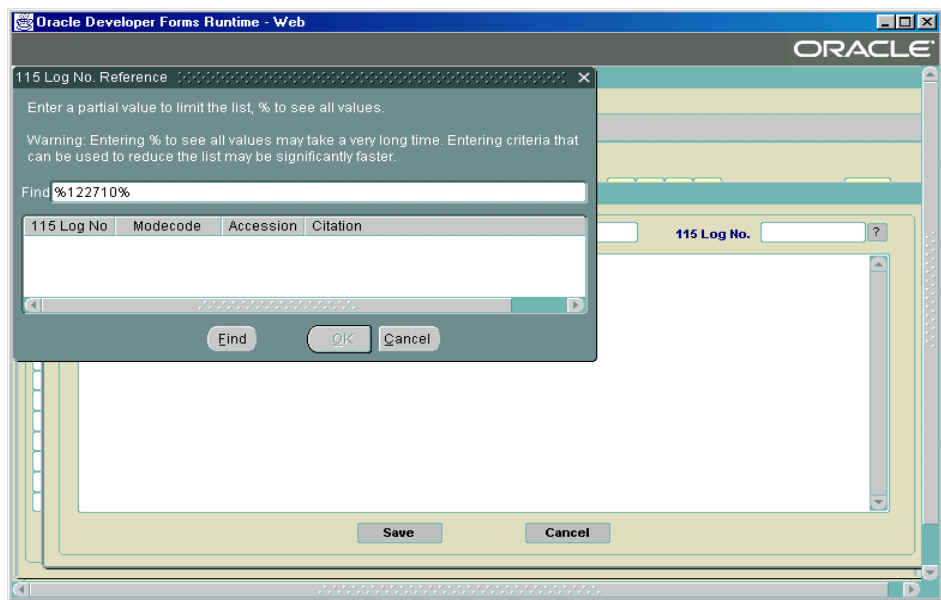 Oracle Developer Forms Runtime - Web
ORACLE
115 Log No. Reference
Enter a partial value to limit the list, % to see all values.
Warning: Entering % to see all values may take a very long time. Entering criteria that
can be used to reduce the list may be significantly faster.
Find %122710%
115 Log No Modecode Accession Citation
115 Log No. ?
Find OK Cancel
Save Cancel